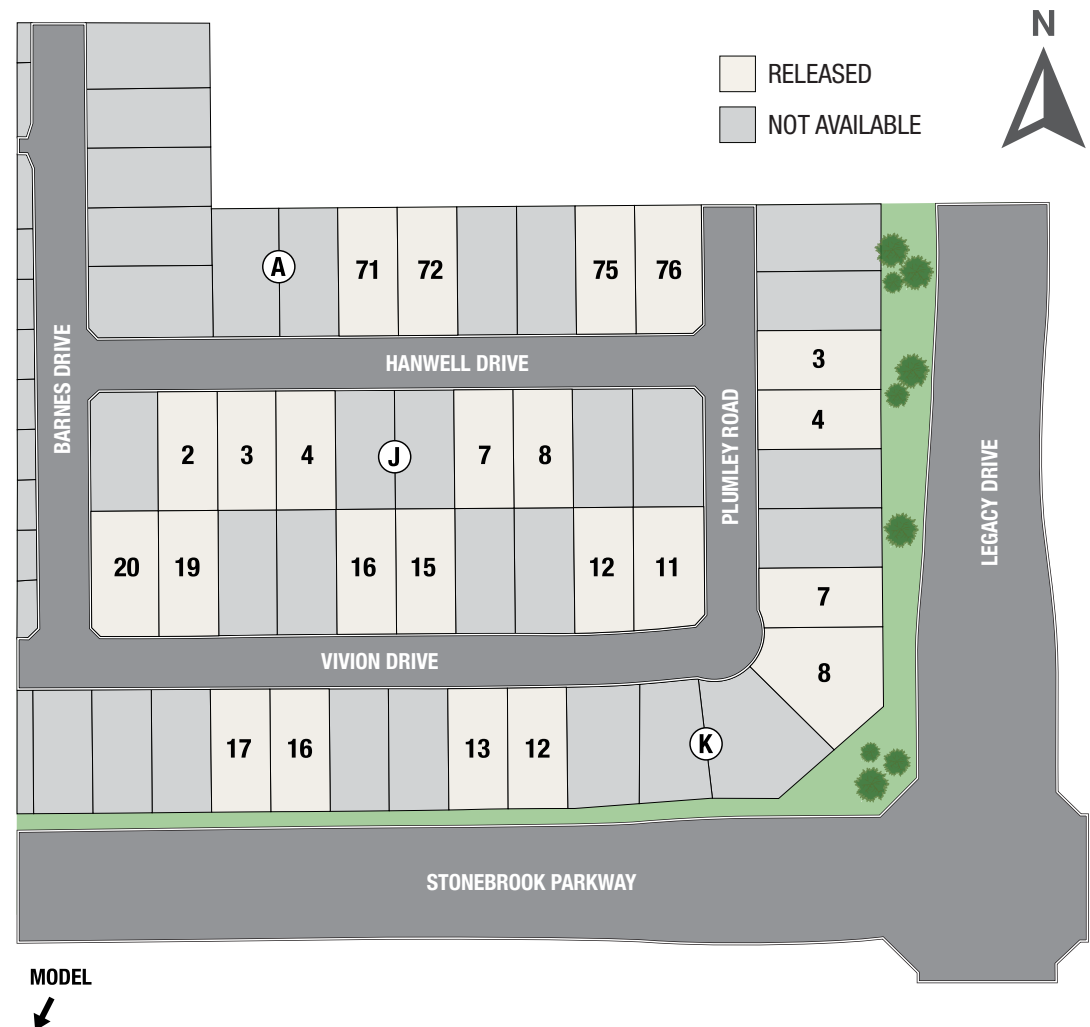 N
RELEASED
NOT AVAILABLE
A
71
72
75
76
BARNES DRIVE
HANWELL DRIVE
PLUMLEY ROAD
LEGACY DRIVE
3
4
2
3
4
J
7
8
20
19
16
15
12
11
7
8
VIVION DRIVE
17
16
13
12
K
STONEBROOK PARKWAY
MODEL